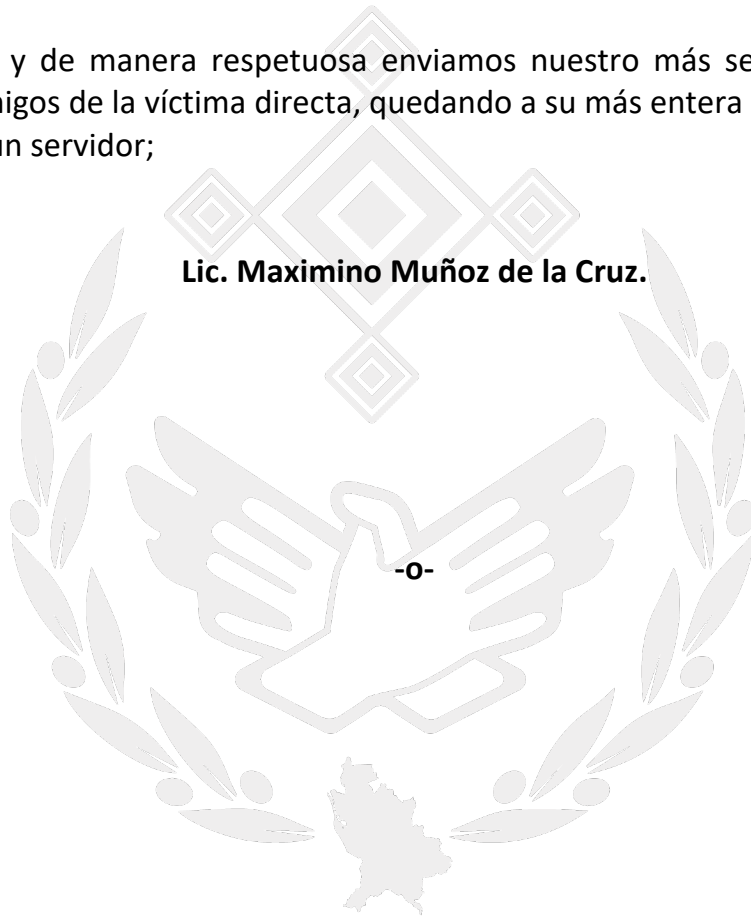 y de manera respetuosa enviamos nuestro más se
igos de la víctima directa, quedando a su más entera
un servidor;
Lic. Maximino Muñoz de la Cruz.
-o-